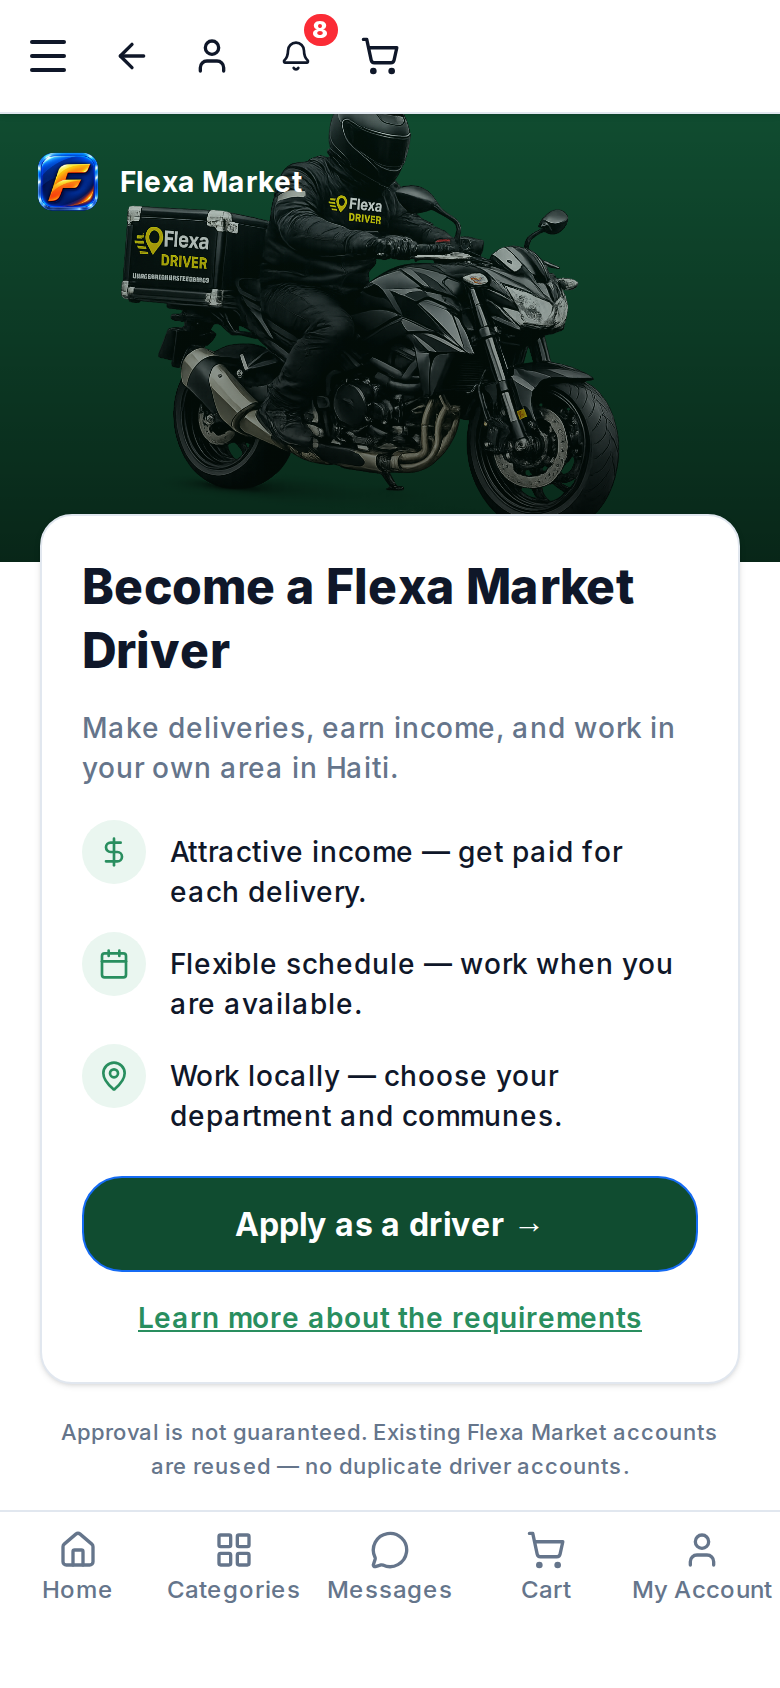 8
Flexa Market
Flexa
DRIVER
Flexa
DRIVER
Become a Flexa Market
Driver
Make deliveries, earn income, and work in
your own area in Haiti.
Attractive income — get paid for
each delivery.
Flexible schedule — work when you
are available.
Work locally — choose your
department and communes.
Apply as a driver →
Learn more about the requirements
Approval is not guaranteed. Existing Flexa Market accounts
are reused — no duplicate driver accounts.
Home Categories Messages Cart My Account